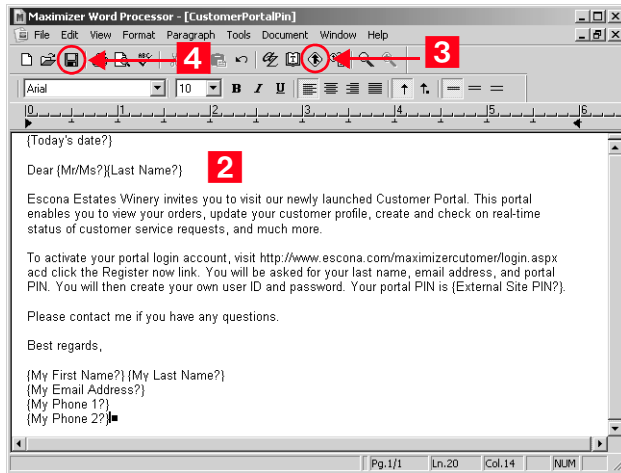 Maximizer Word Processor - [CustomerPortalPin]
File Edit View Format Paragraph Tools Document Window Help
4 3
Arial 10 B I U
0 1 2 3 4 5 6
{Today's date?}
Dear {Mr/Ms?}{Last Name?}
2
Escona Estates Winery invites you to visit our newly launched Customer Portal. This portal
enables you to view your orders, update your customer profile, create and check on real-time
status of customer service requests, and much more.
To activate your portal login account, visit http://www.escona.com/maximizercutomer/login.aspx
acd click the Register now link. You will be asked for your last name, email address, and portal
PIN. You will then create your own user ID and password. Your portal PIN is {External Site PIN?}.
Please contact me if you have any questions.
Best regards,
{My First Name?} {My Last Name?}
{My Email Address?}
{My Phone 1?}
{My Phone 2?}
Pg.1/1 Ln.20 Col.14 NUM